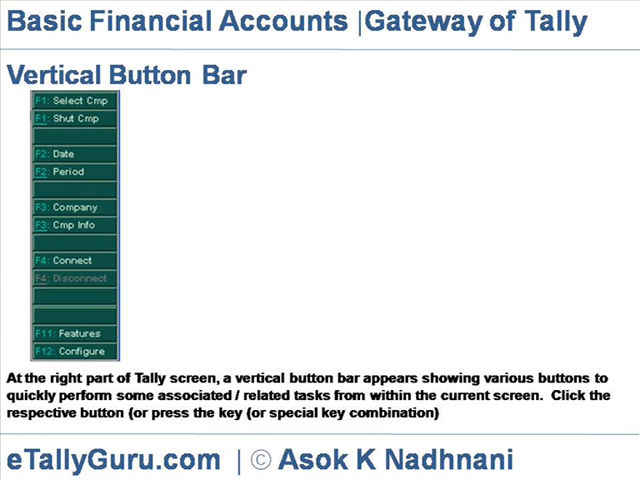 Basic Financial Accounts |Gateway of Tally
Vertical Button Bar
F1: Select Cmp
F1: Shut Cmp
F2: Date
F2: Period
F3: Company
F3: Cmp Info
F4: Connect
F4: Disconnect
F11: Features
F12: Configure
At the right part of Tally screen, a vertical button bar appears showing various buttons to
quickly perform some associated / related tasks from within the current screen. Click the
respective button (or press the key (or special key combination)
eTallyGuru.com | © Asok K Nadhnani